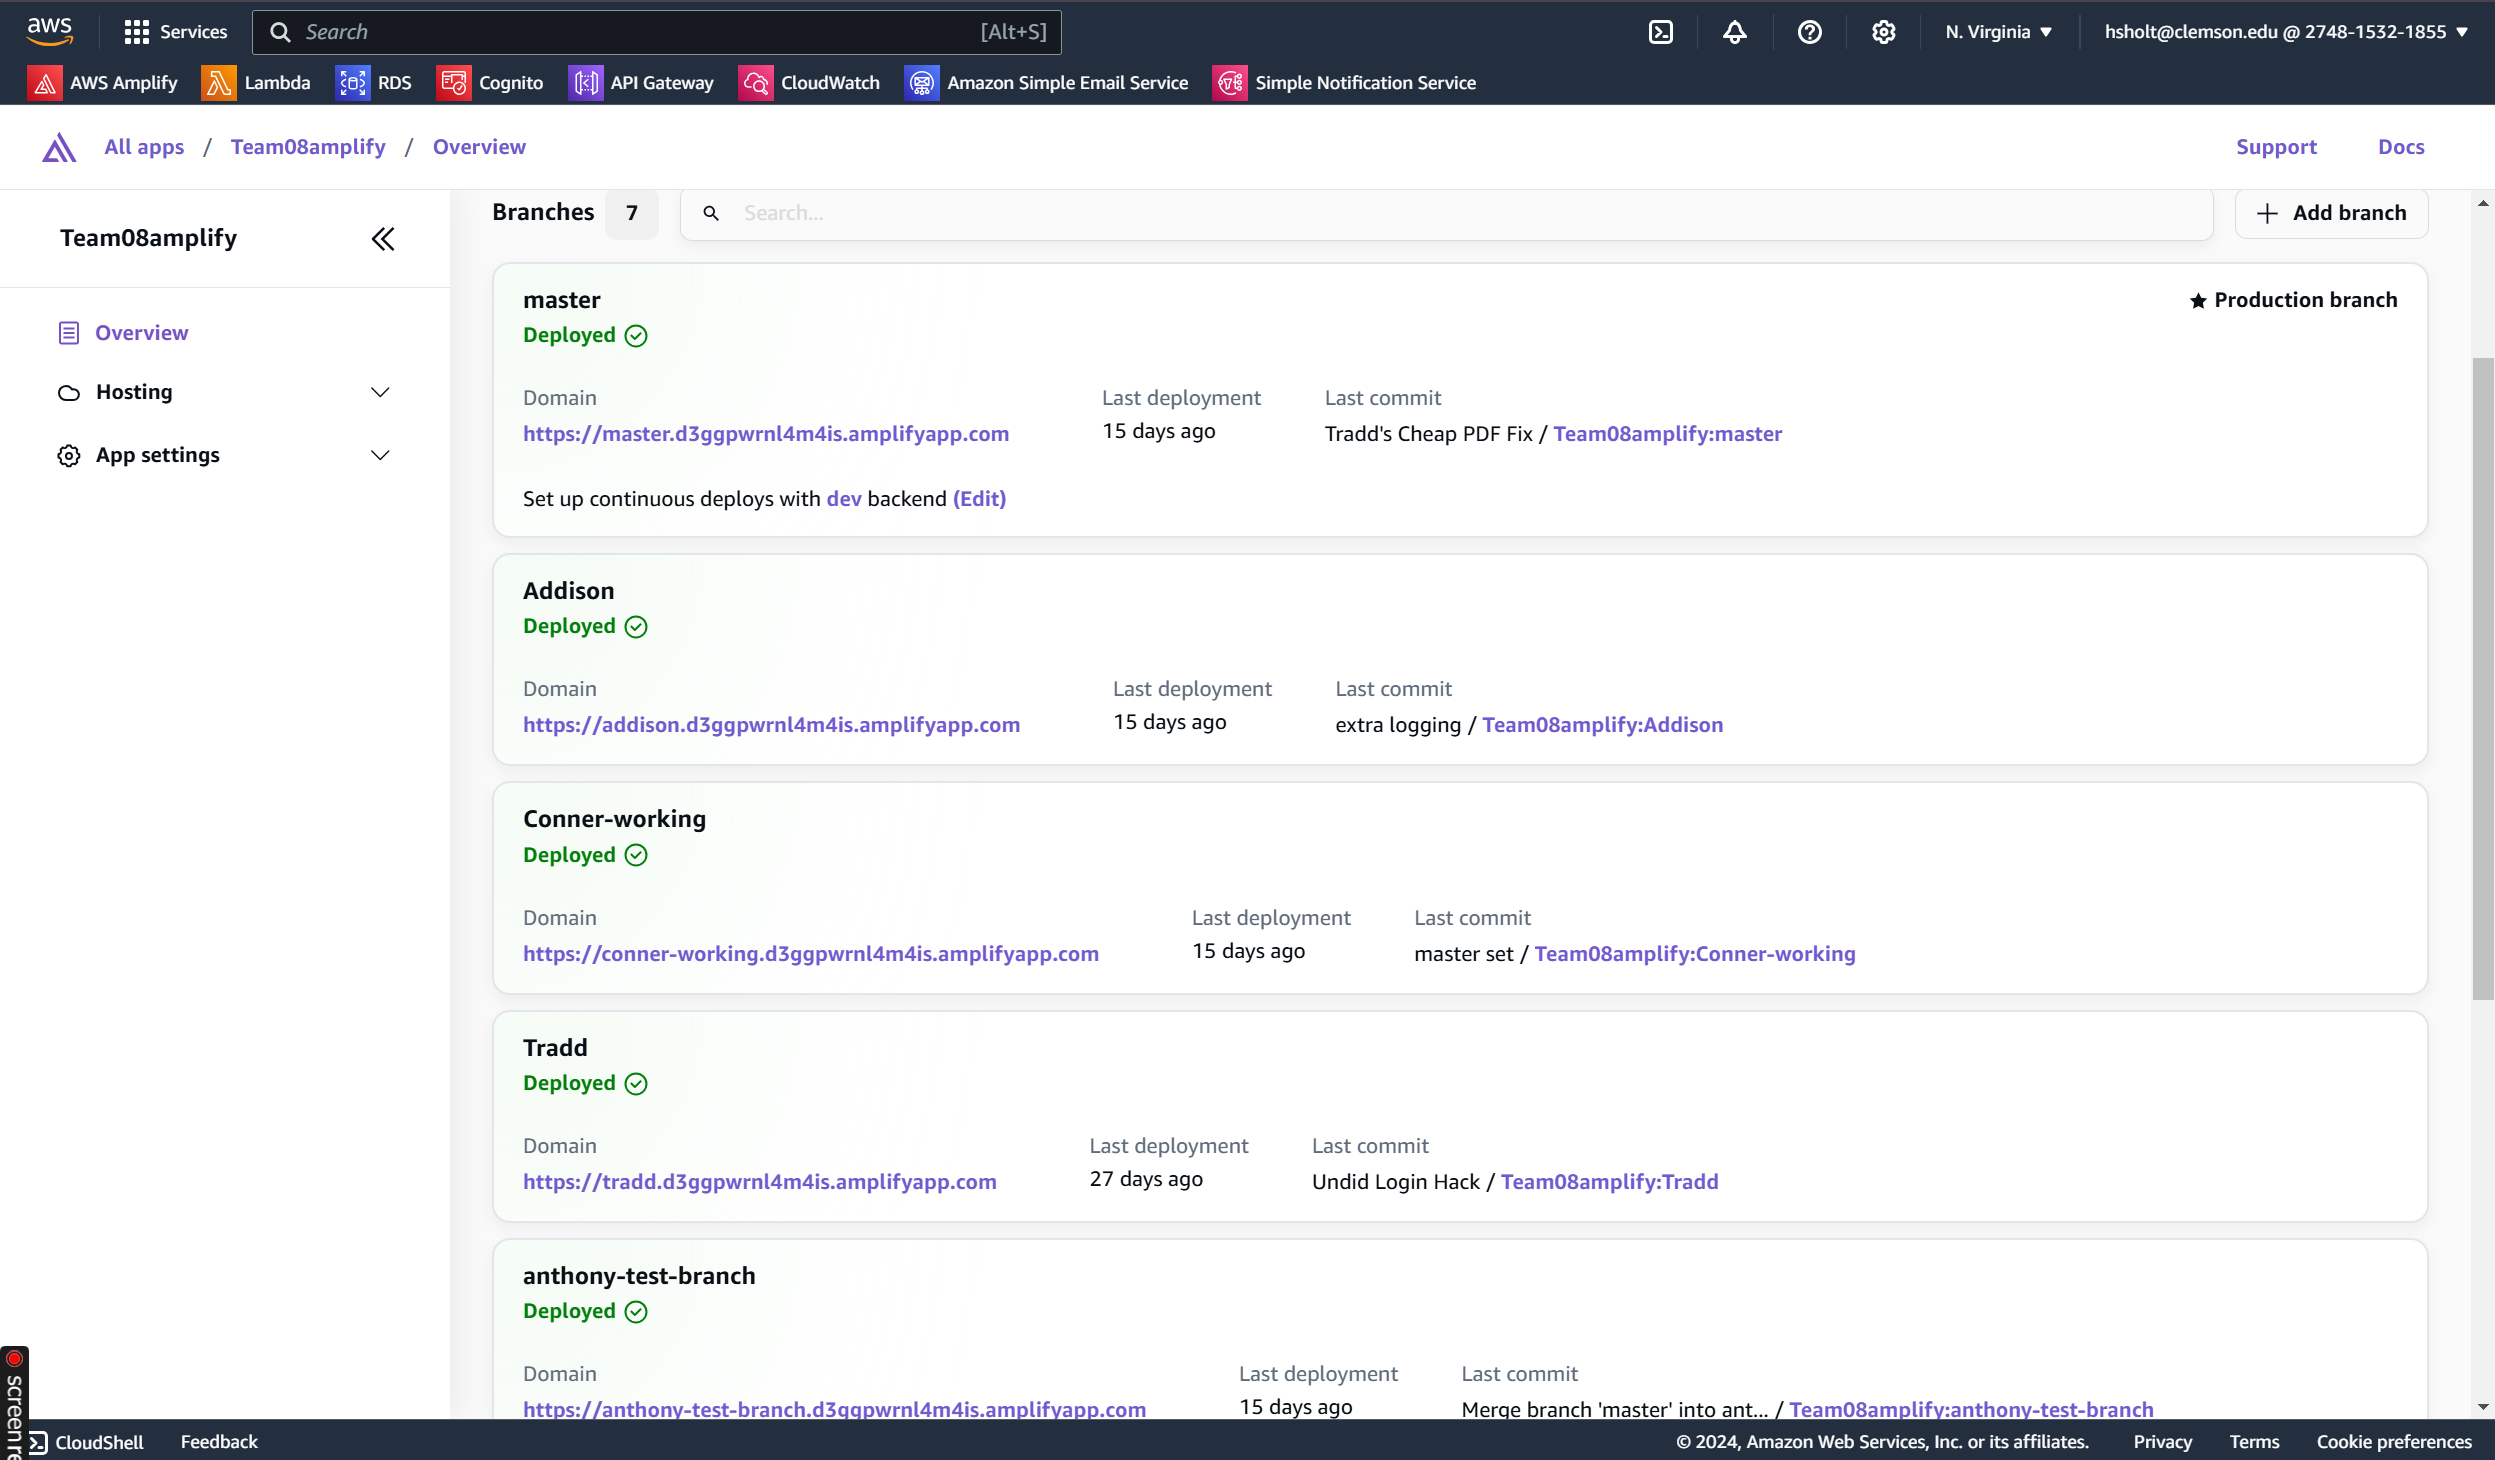 aws
Services
Search [Alt+S]
N. Virginia
hsholt@clemson.edu @ 2748-1532-1855
AWS Amplify
Lambda
RDS
Cognito
API Gateway
CloudWatch
Amazon Simple Email Service
Simple Notification Service
All apps / Team08amplify / Overview
Support
Docs
Team08amplify
Overview
Hosting
App settings
Branches 7
Search...
Add branch
master
Production branch
Deployed
Domain
Last deployment
Last commit
https://master.d3ggpwrnl4m4is.amplifyapp.com
15 days ago
Tradd's Cheap PDF Fix / Team08amplify:master
Set up continuous deploys with dev backend (Edit)
Addison
Deployed
Domain
Last deployment
Last commit
https://addison.d3ggpwrnl4m4is.amplifyapp.com
15 days ago
extra logging / Team08amplify:Addison
Conner-working
Deployed
Domain
Last deployment
Last commit
https://conner-working.d3ggpwrnl4m4is.amplifyapp.com
15 days ago
master set / Team08amplify:Conner-working
Tradd
Deployed
Domain
Last deployment
Last commit
https://tradd.d3ggpwrnl4m4is.amplifyapp.com
27 days ago
Undid Login Hack / Team08amplify:Tradd
anthony-test-branch
Deployed
Domain
Last deployment
Last commit
https://anthony-test-branch.d3ggpwrnl4m4is.amplifyapp.com
15 days ago
Merge branch 'master' into ant... / Team08amplify:anthony-test-branch
screen re
CloudShell
Feedback
© 2024, Amazon Web Services, Inc. or its affiliates.
Privacy
Terms
Cookie preferences